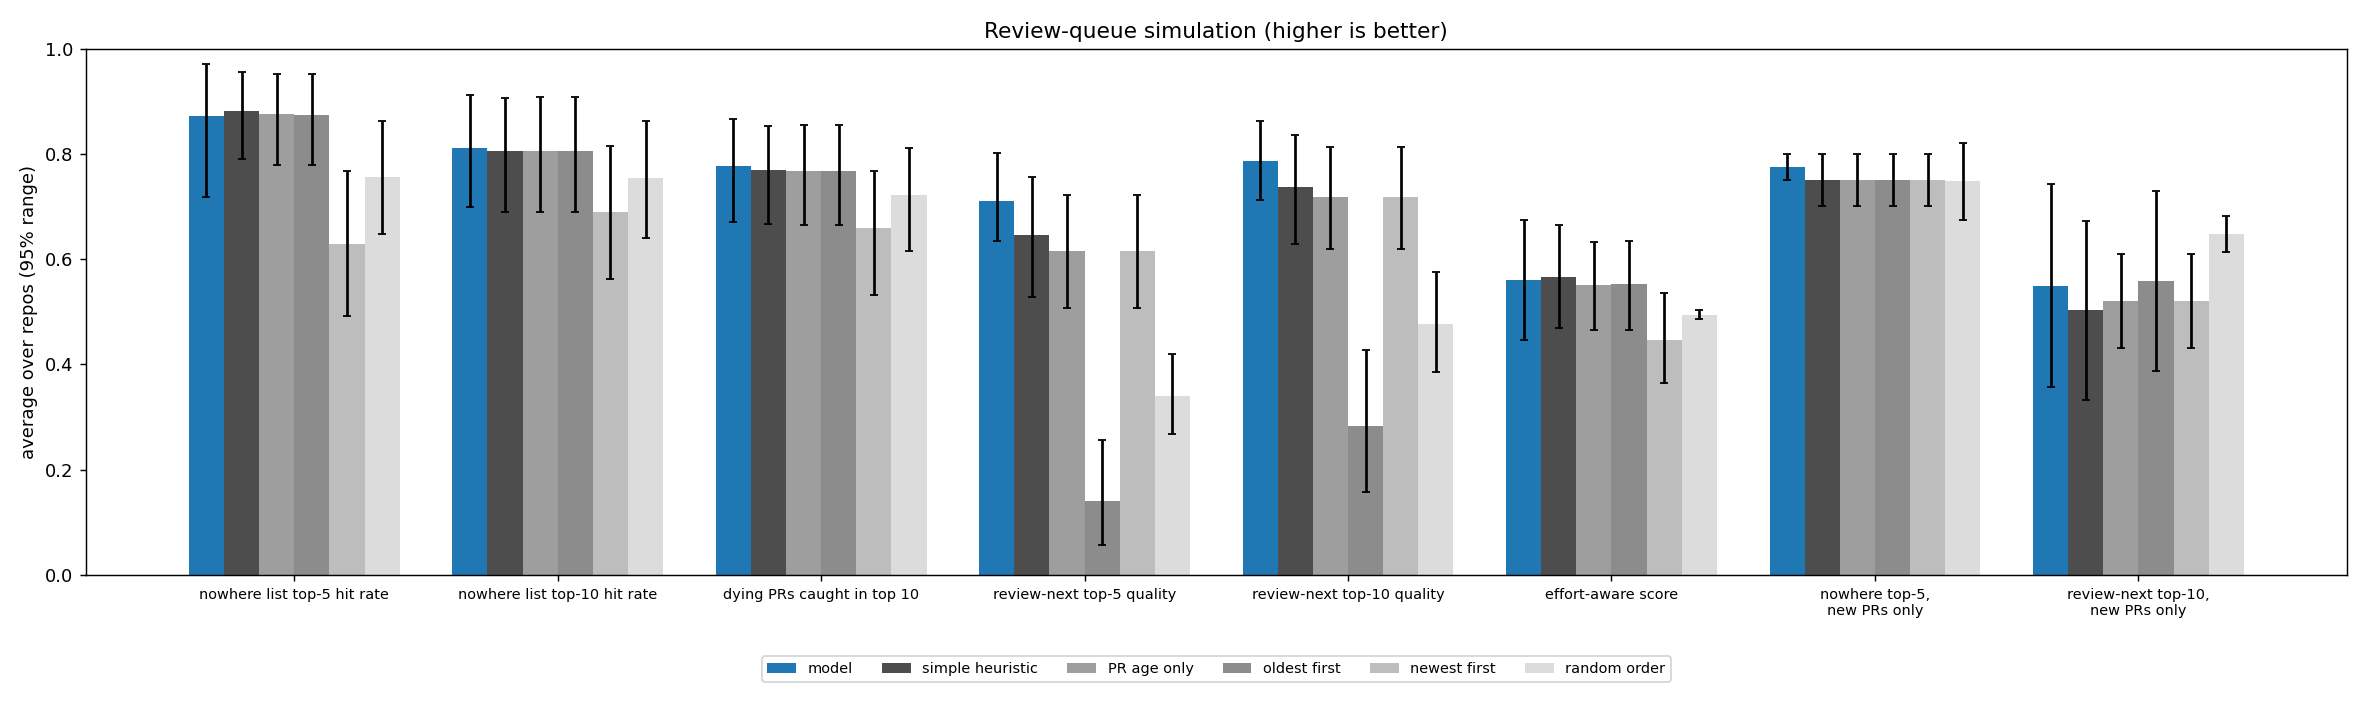 Review-queue simulation (higher is better)
average over repos (95% range)
1.0
0.8
0.6
0.4
0.2
0.0
nowhere list top-5 hit rate
nowhere list top-10 hit rate
dying PRs caught in top 10
review-next top-5 quality
review-next top-10 quality
effort-aware score
nowhere top-5,
new PRs only
review-next top-10,
new PRs only
model
simple heuristic
PR age only
oldest first
newest first
random order